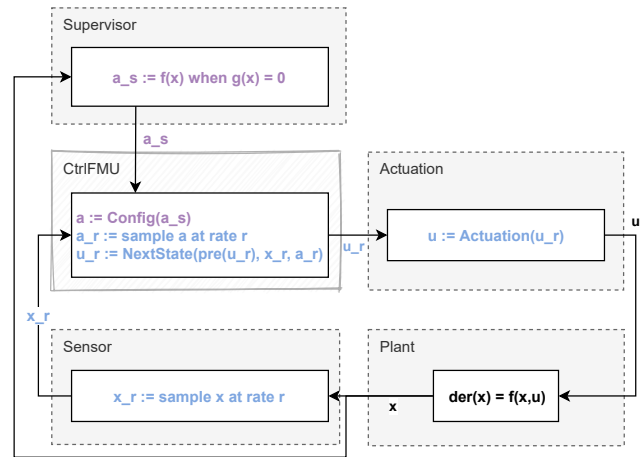 Supervisor
a_s := f(x) when g(x) = 0
a_s
CtrlFMU
a := Config(a_s)
a_r := sample a at rate r
u_r := NextState(pre(u_r), x_r, a_r)
u_r
Actuation
u := Actuation(u_r)
u
x_r
Sensor
x_r := sample x at rate r
x
Plant
der(x) = f(x,u)